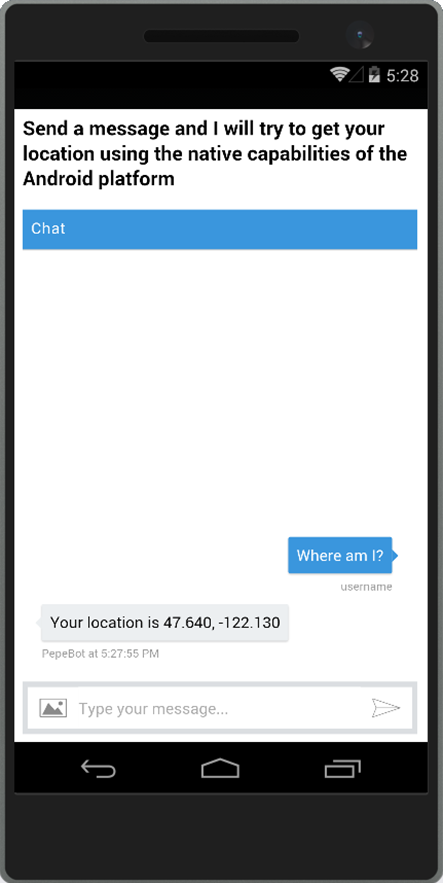 5:28
Send a message and I will try to get your
location using the native capabilities of the
Android platform
Chat
Where am I?
username
Your location is 47.640, -122.130
PepeBot at 5:27:55 PM
Type your message...